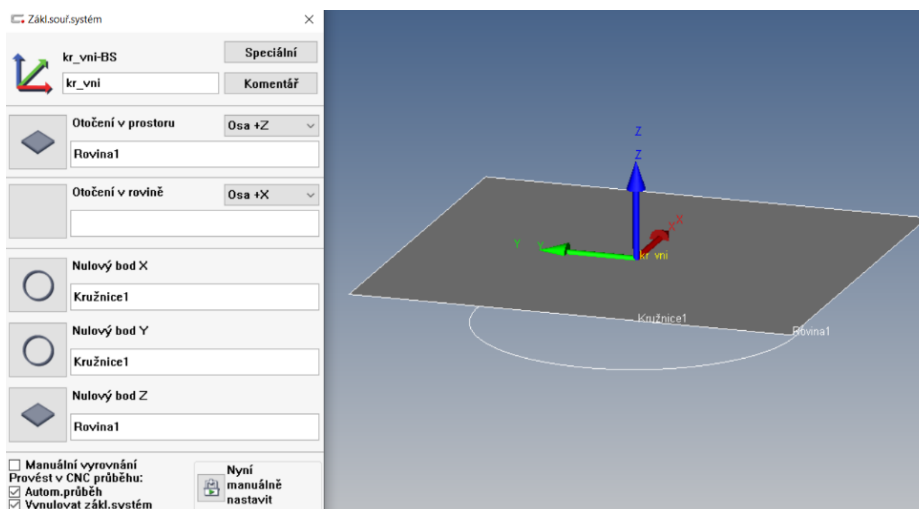 Zákl.souř.systém
kr_vni-BS
Speciální
kr_vni
Komentář
Otočení v prostoru
Osa +Z
Rovina1
Otočení v rovině
Osa +X
Nulový bod X
Kružnice1
Nulový bod Y
Kružnice1
Nulový bod Z
Rovina1
Manuální vyrovnání
Provést v CNC průběhu:
Autom.průběh
Vynulovat zákl.systém
Nyní
manuálně
nastavit
Z
Z
X
X
Y
Y
kr_vni
Kružnice1
Rovina1